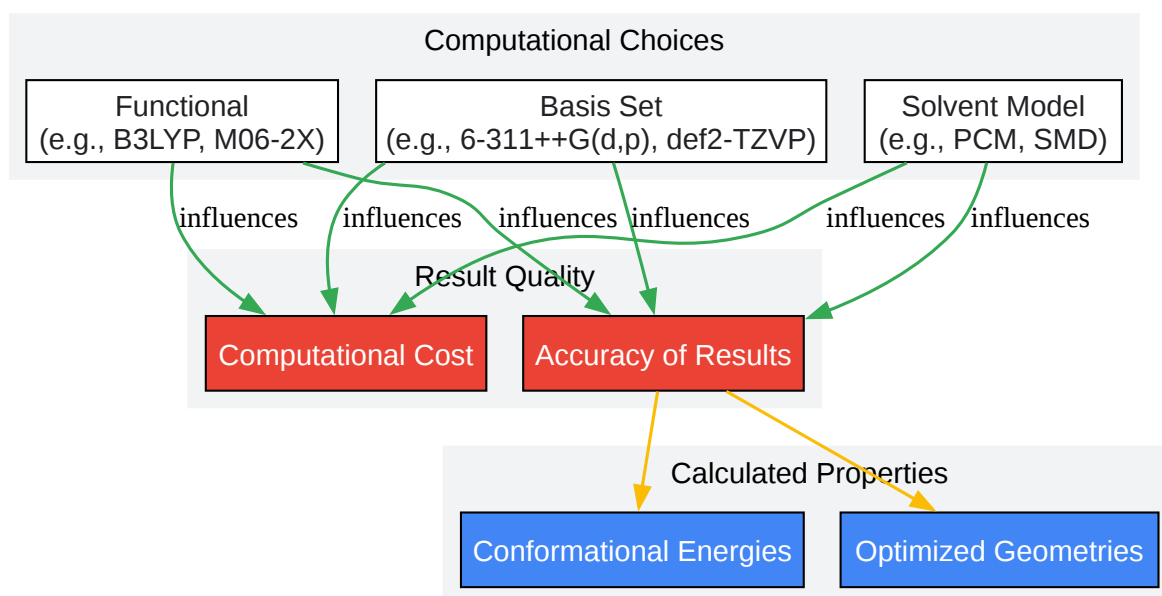 Computational Choices
Functional
(e.g., B3LYP, M06-2X)
Basis Set
(e.g., 6-311++G(d,p), def2-TZVP)
Solvent Model
(e.g., PCM, SMD)
influences
influences
influences
influences
influences
influences
Result Quality
Computational Cost
Accuracy of Results
Calculated Properties
Conformational Energies
Optimized Geometries